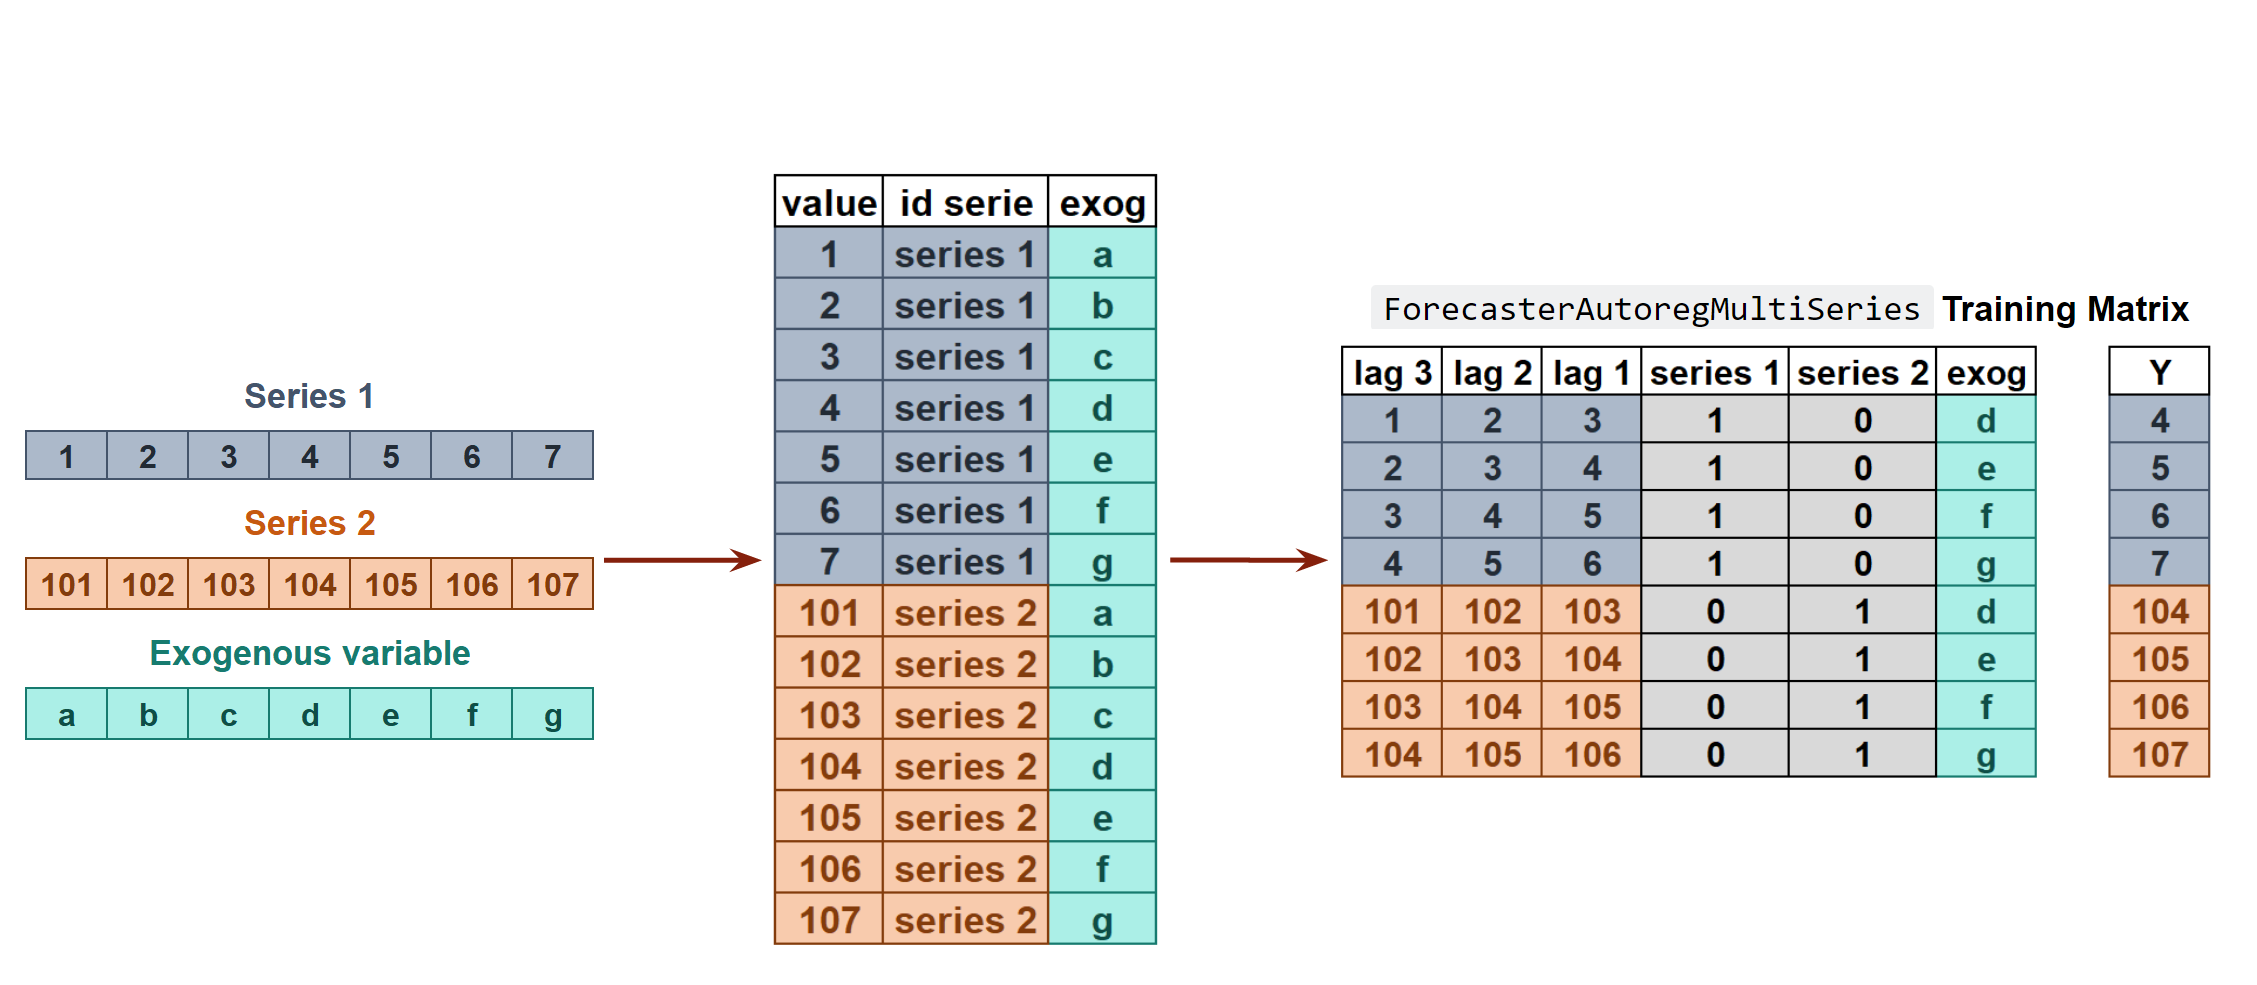 Series 1
1 2 3 4 5 6 7
Series 2
101 102 103 104 105 106 107
Exogenous variable
a b c d e f g
value id serie exog
1 series 1 a
2 series 1 b
3 series 1 c
4 series 1 d
5 series 1 e
6 series 1 f
7 series 1 g
101 series 2 a
102 series 2 b
103 series 2 c
104 series 2 d
105 series 2 e
106 series 2 f
107 series 2 g
ForecasterAutoregMultiSeries Training Matrix
lag 3 lag 2 lag 1 series 1 series 2 exog Y
1 2 3 1 0 d 4
2 3 4 1 0 e 5
3 4 5 1 0 f 6
4 5 6 1 0 g 7
101 102 103 0 1 d 104
102 103 104 0 1 e 105
103 104 105 0 1 f 106
104 105 106 0 1 g 107